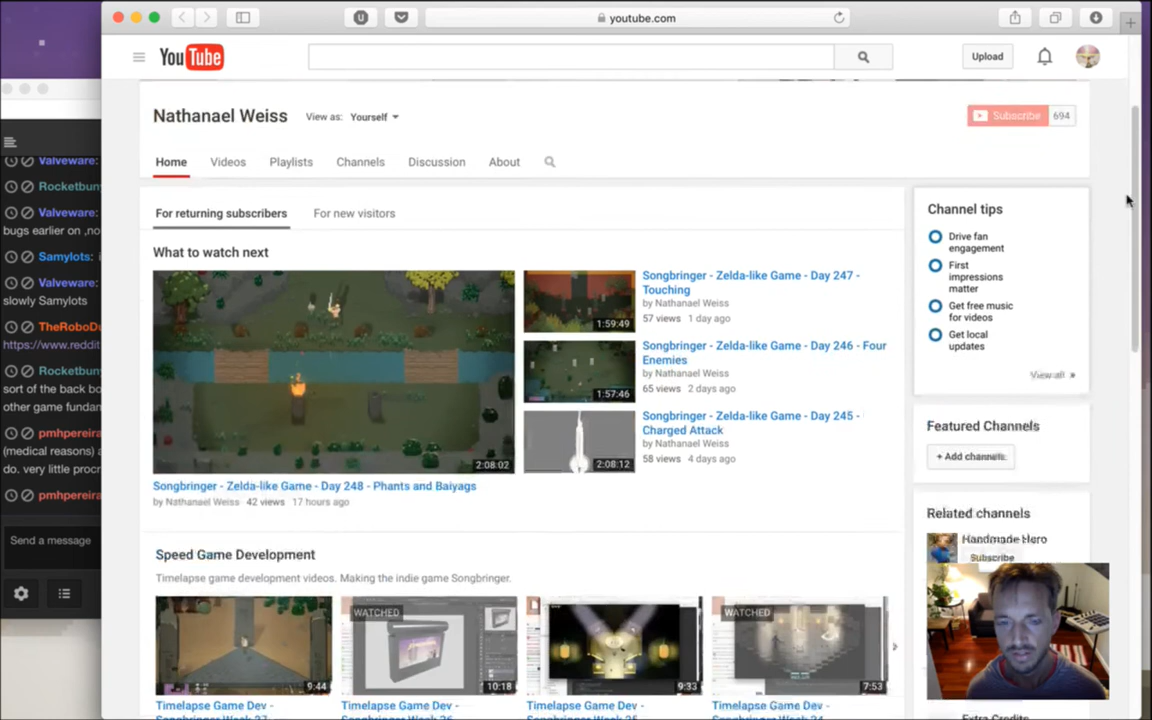 youtube.com
YouTube
Upload
Nathanael Weiss
View as: Yourself
Subscribe 694
Home Videos Playlists Channels Discussion About
For returning subscribers For new visitors
What to watch next
2:08:02
Songbringer - Zelda-like Game - Day 248 - Phants and Baiyags
by Nathanael Weiss 42 views 17 hours ago
1:59:49
Songbringer - Zelda-like Game - Day 247 -
Touching
by Nathanael Weiss
57 views 1 day ago
1:57:46
Songbringer - Zelda-like Game - Day 246 - Four
Enemies
by Nathanael Weiss
65 views 2 days ago
2:08:12
Songbringer - Zelda-like Game - Day 245 -
Charged Attack
by Nathanael Weiss
58 views 4 days ago
Speed Game Development
Timelapse game development videos. Making the indie game Songbringer.
9:44
WATCHED
10:18
9:33
WATCHED
7:53
Timelapse Game Dev -
Timelapse Game Dev -
Timelapse Game Dev -
Timelapse Game Dev -
Channel tips
Drive fan
engagement
First
impressions
matter
Get free music
for videos
Get local
updates
View all »
Featured Channels
+ Add channels
Related channels
Handmade Hero
Subscribe
Extra Credits
Valveware:
Rocketbun
Valveware:
bugs earlier on ,no
Samylots:
Valveware:
slowly Samylots
TheRoboDu
https://www.reddit
Rocketbun
sort of the back bo
other game fundam
pmhpereira
(medical reasons) a
do. very little procr
pmhpereira
Send a message